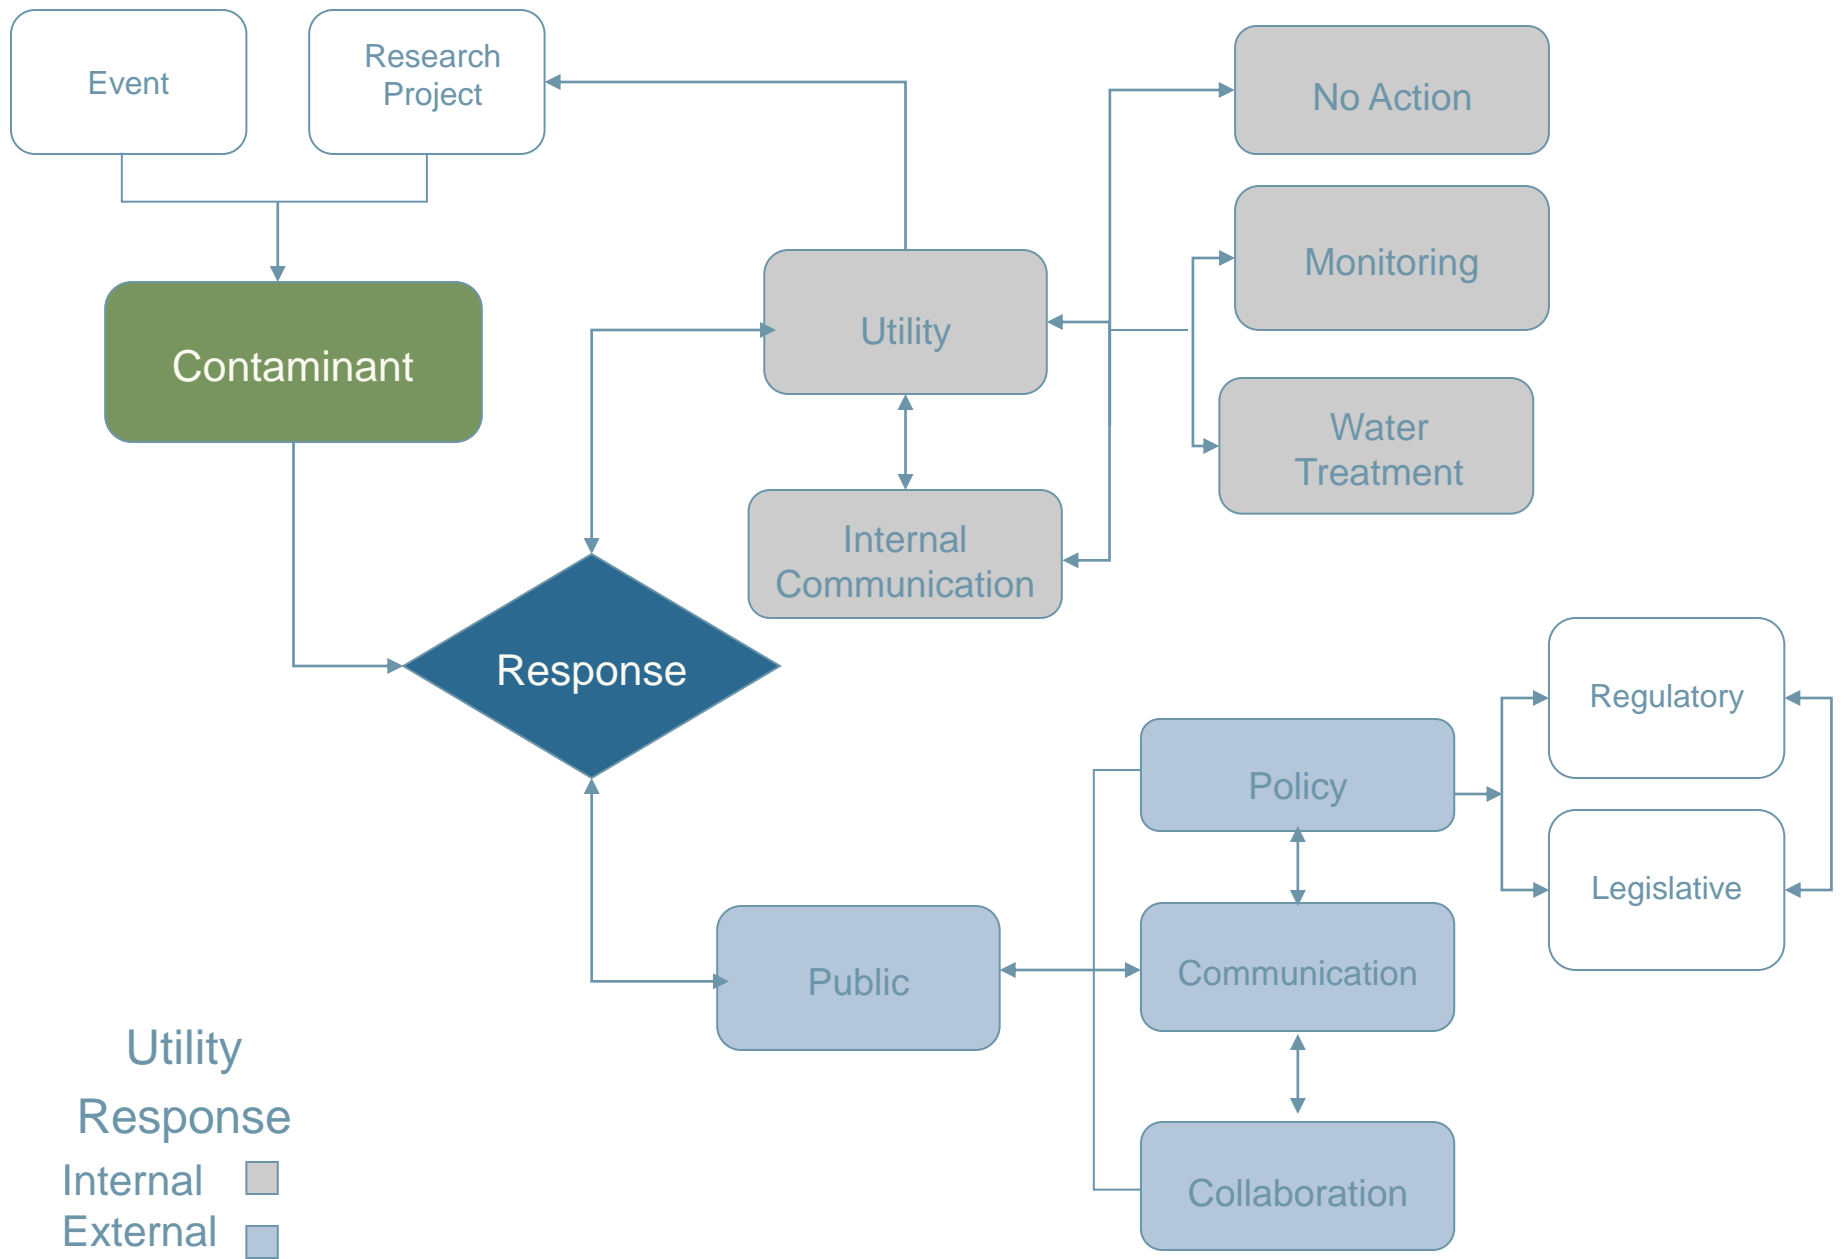 Event
Research
Project
No Action
Monitoring
Utility
Contaminant
Water
Treatment
Internal
Communication
Response
Regulatory
Policy
Legislative
Communication
Public
Utility
Response
Internal
External
Collaboration